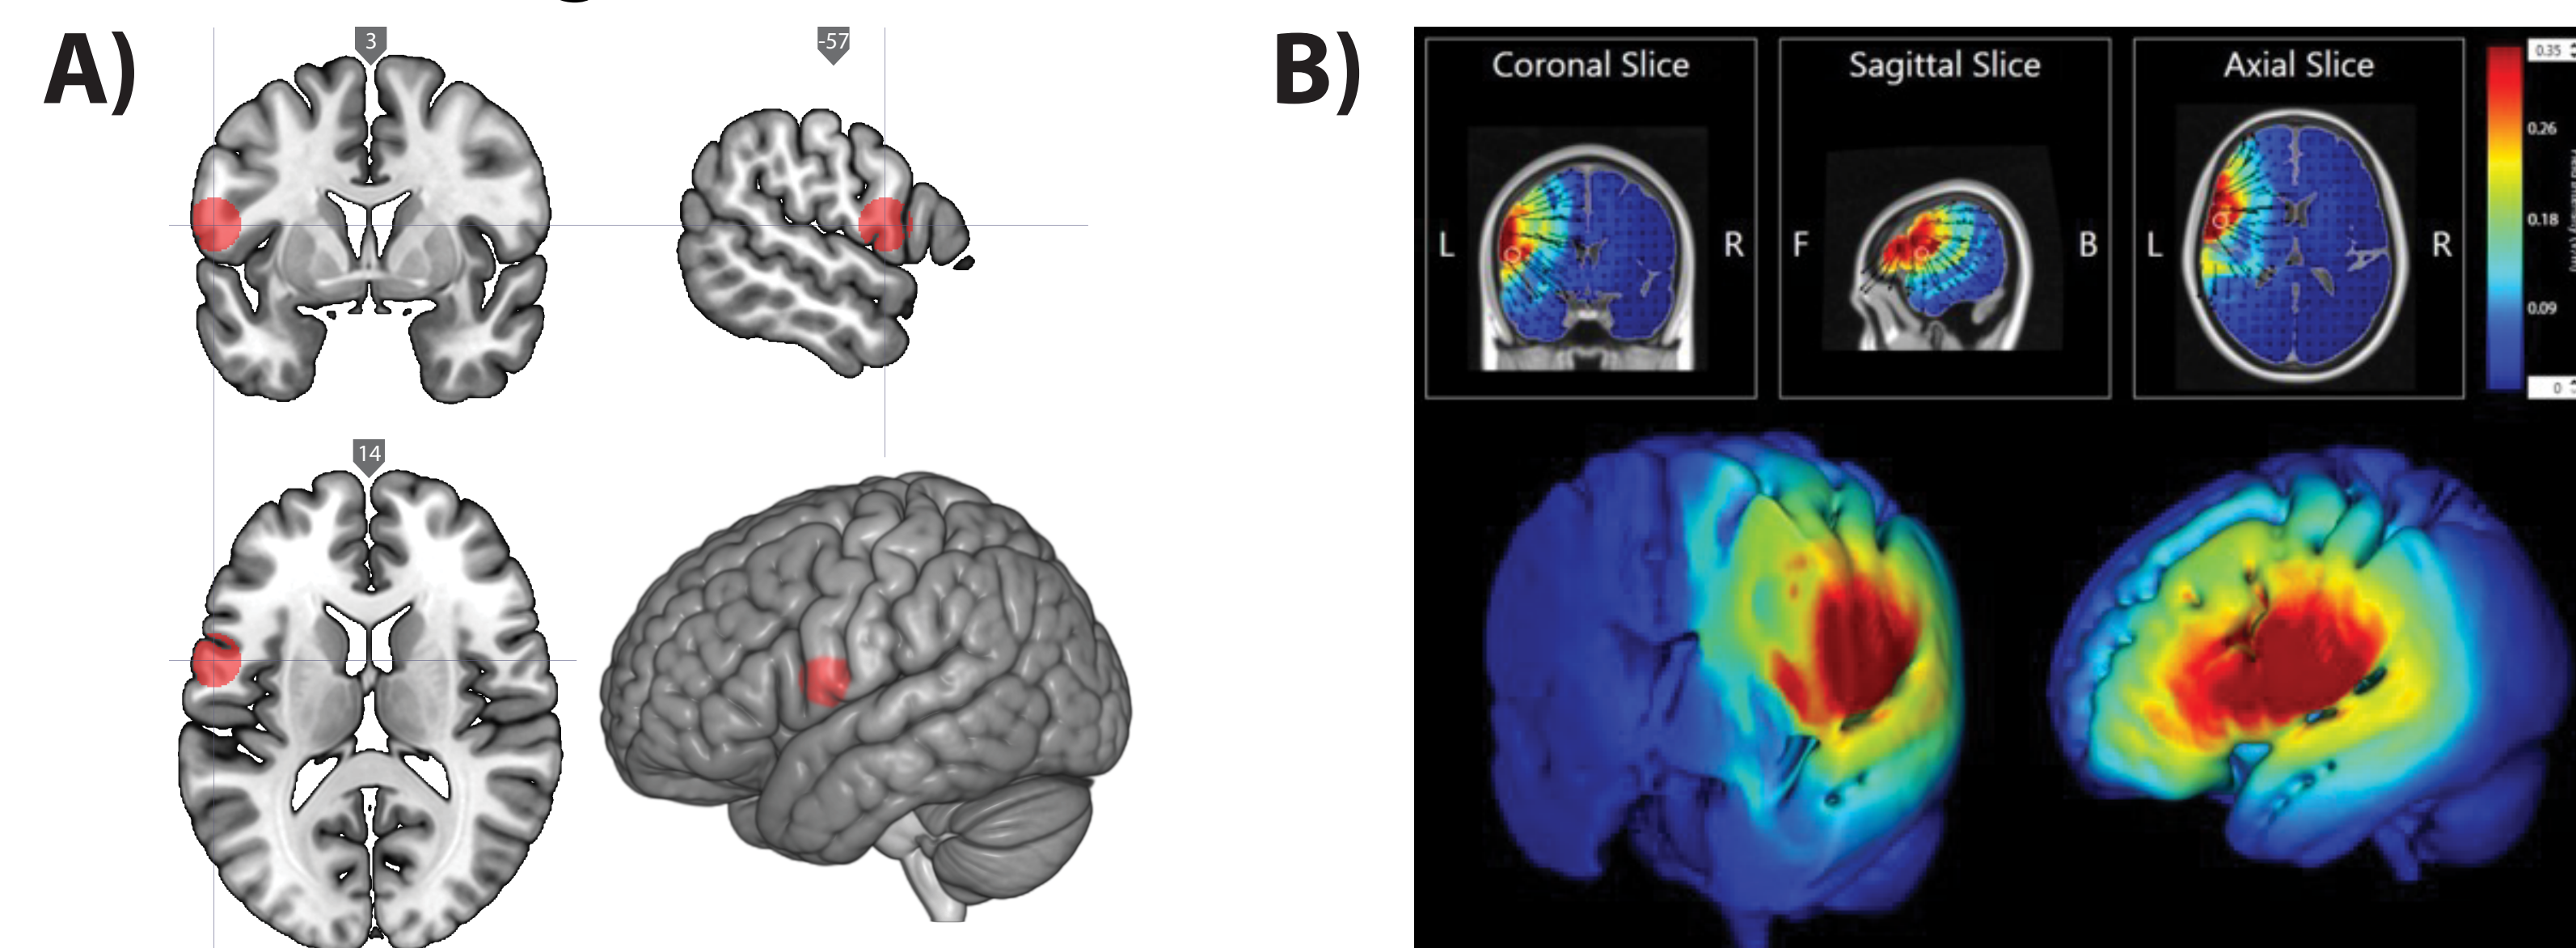 A)
3
-57
14
B)
Coronal Slice
Sagittal Slice
Axial Slice
L
R
F
B
L
R
0.35
0.26
0.18
0.09
0